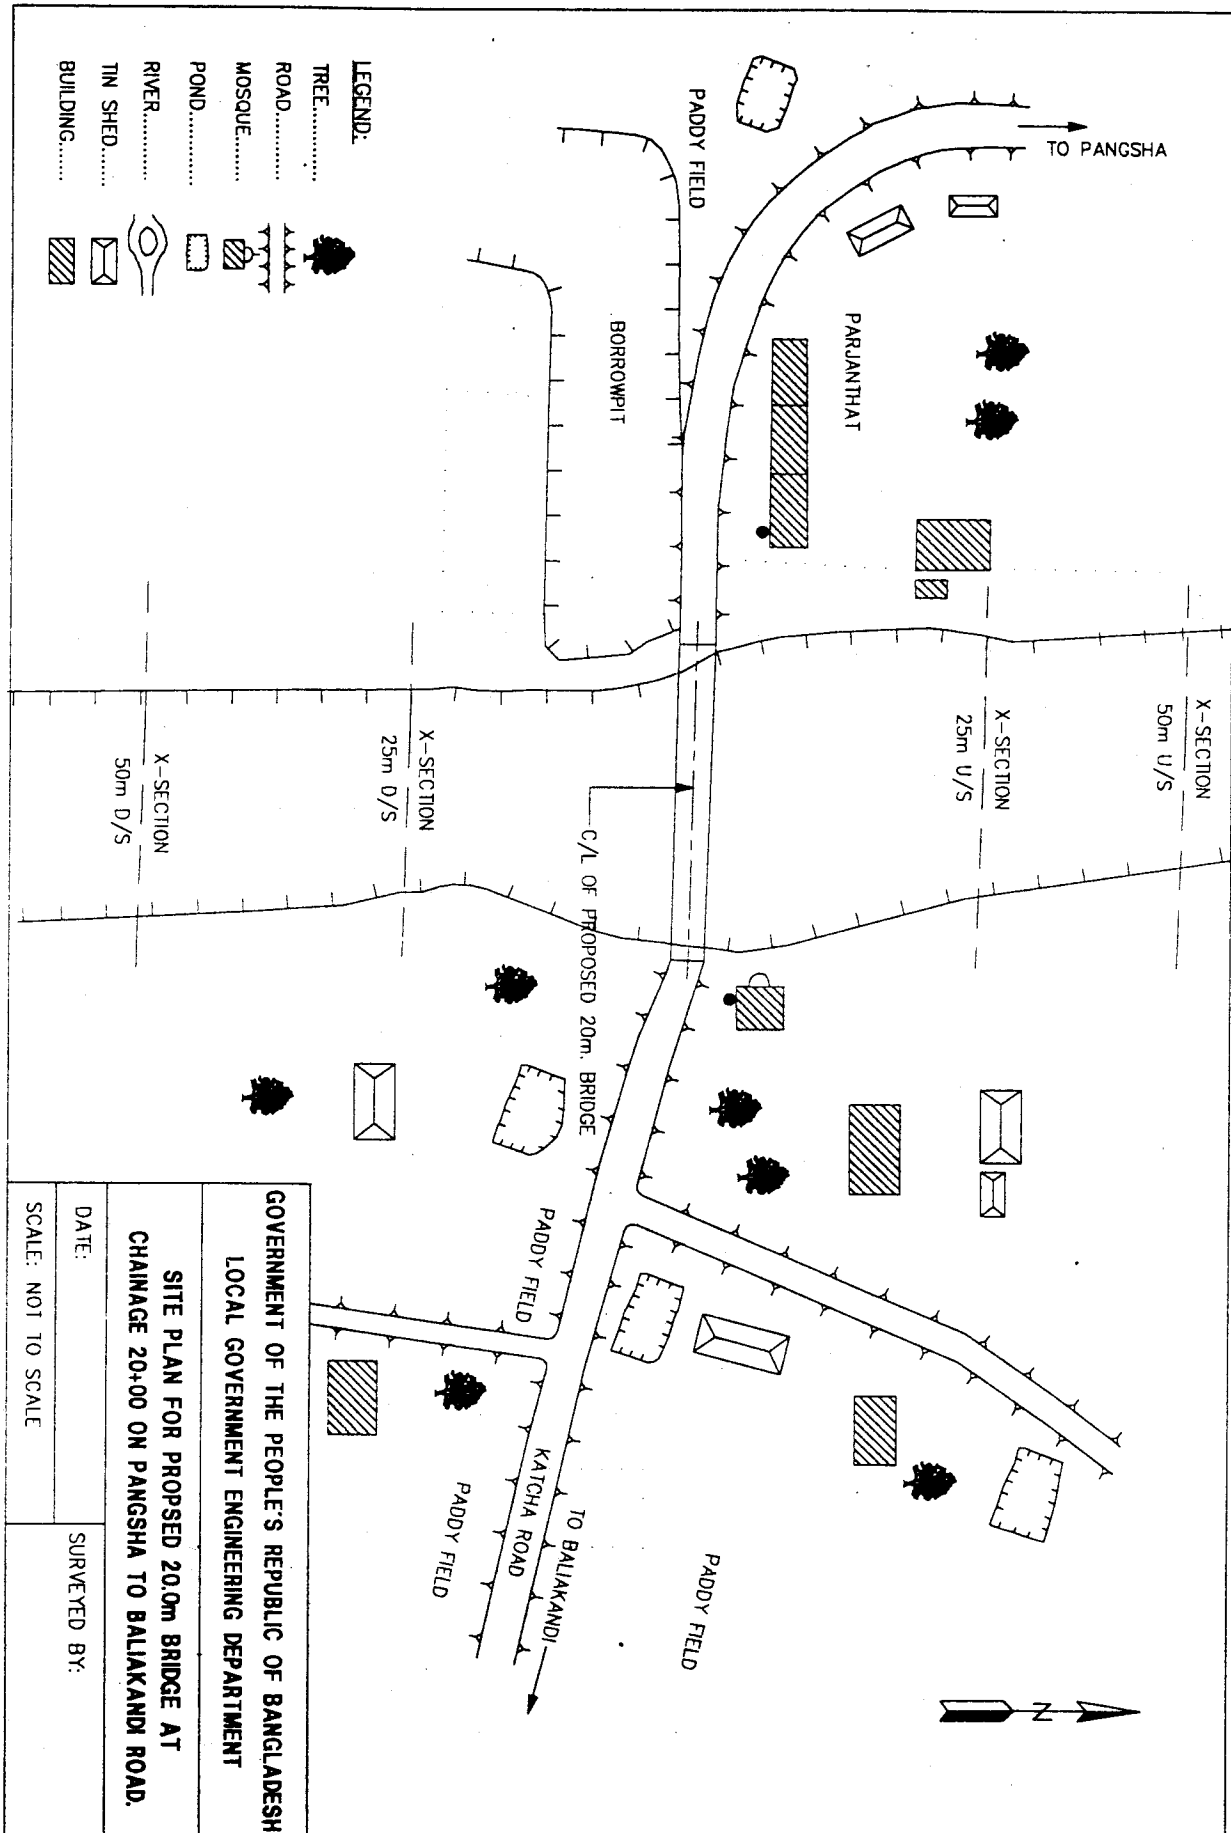 LEGEND:
TREE............
ROAD............
MOSQUE.........
POND............
RIVER............
TIN SHED.......
BUILDING......
PADDY FIELD
TO PANGSHA
BORROWPIT
PARJANTHAT
X-SECTION
50m U/S
X-SECTION
25m U/S
X-SECTION
25m D/S
X-SECTION
50m D/S
C/L OF PROPOSED 20m. BRIDGE
PADDY FIELD
KATCHA ROAD
TO BALIAKANDI
PADDY FIELD
PADDY FIELD
N
GOVERNMENT OF THE PEOPLE'S REPUBLIC OF BANGLADESH
LOCAL GOVERNMENT ENGINEERING DEPARTMENT
SITE PLAN FOR PROPSED 20.0m BRIDGE AT
CHAINAGE 20+00 ON PANGSHA TO BALIAKANDI ROAD.
DATE:
SURVEYED BY:
SCALE: NOT TO SCALE